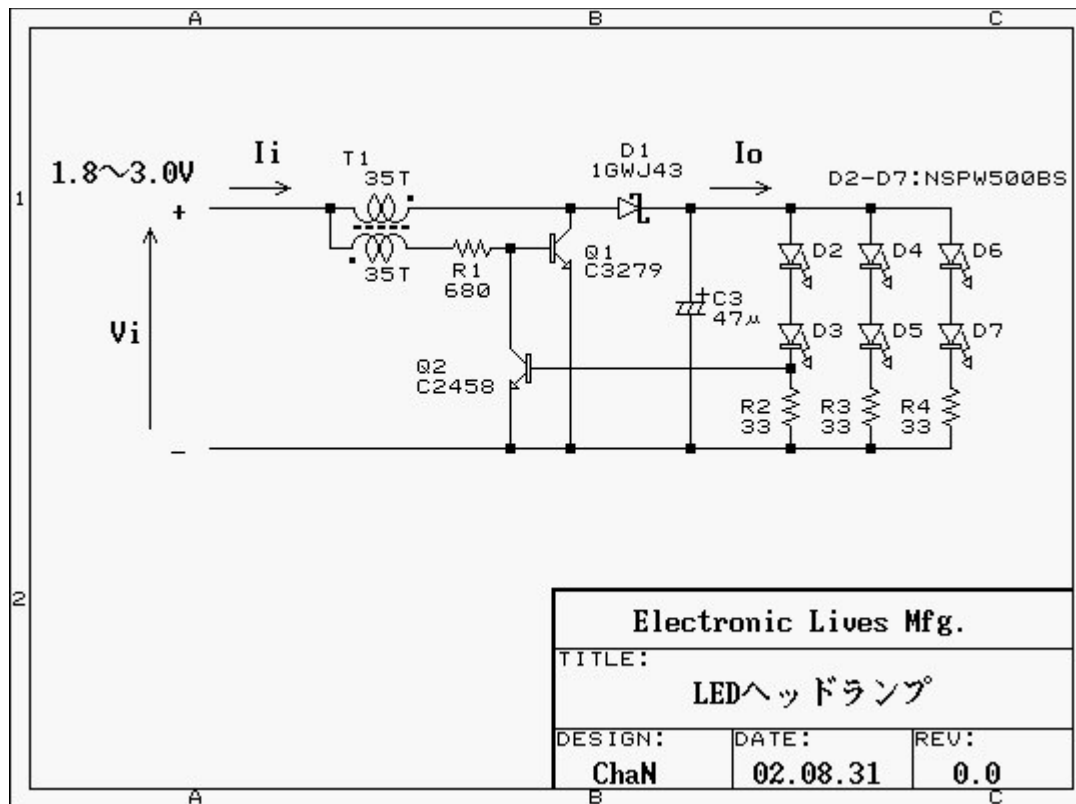 A B C
1
2
1.8～3.0V
Ii
T1
35T
35T
+
Vi
-
R1
680
Q1
C3279
Q2
C2458
D1
1GWJ43
Io
D2-D7:NSPW500BS
+
C3
47μ
D2 D4 D6
D3 D5 D7
R2 R3 R4
33 33 33
Electronic Lives Mfg.
TITLE:
LEDヘッドランプ
DESIGN: DATE: REV:
ChaN 02.08.31 0.0
A B C